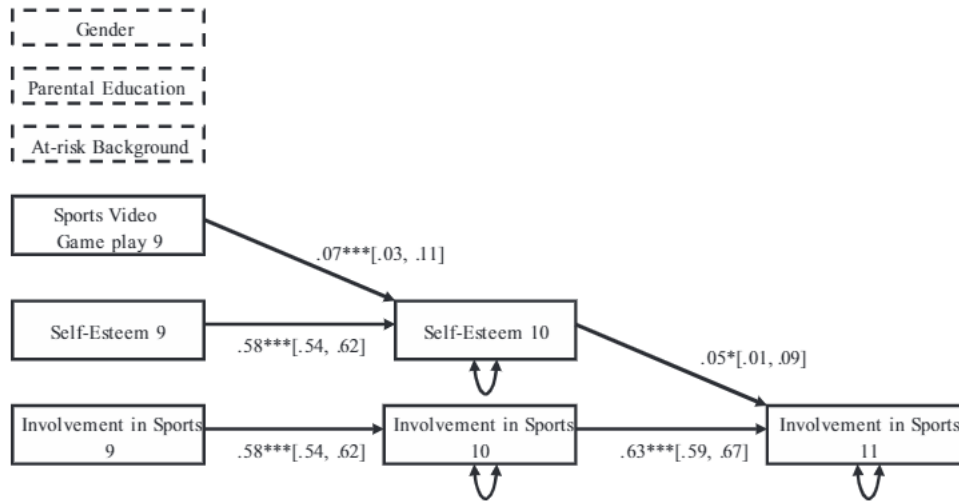 Gender
Parental Education
At-risk Background
Sports Video
Game play 9
.07***[.03, .11]
Self-Esteem 9
.58***[.54, .62]
Self-Esteem 10
.05*[.01, .09]
Involvement in Sports
9
.58***[.54, .62]
Involvement in Sports
10
.63***[.59, .67]
Involvement in Sports
11